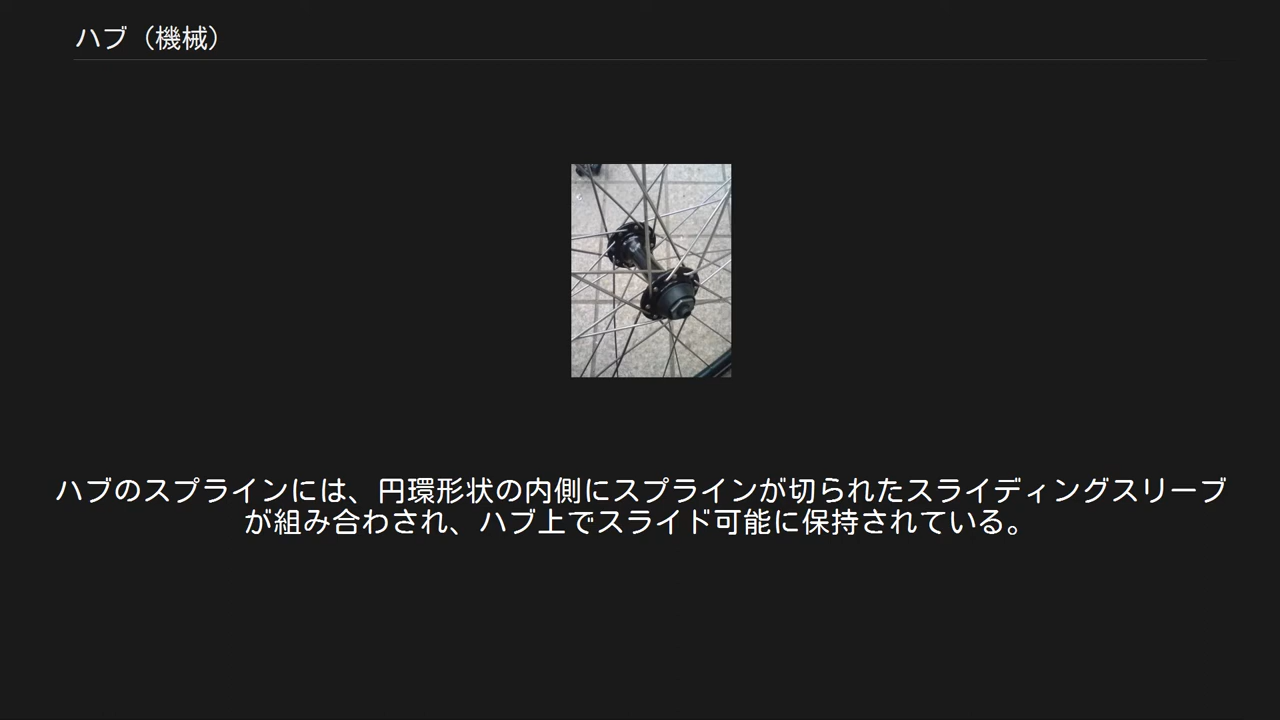 ハブ（機械）
ハブのスプラインには、円環形状の内側にスプラインが切られたスライディングスリーブ
が組み合わされ、ハブ上でスライド可能に保持されている。